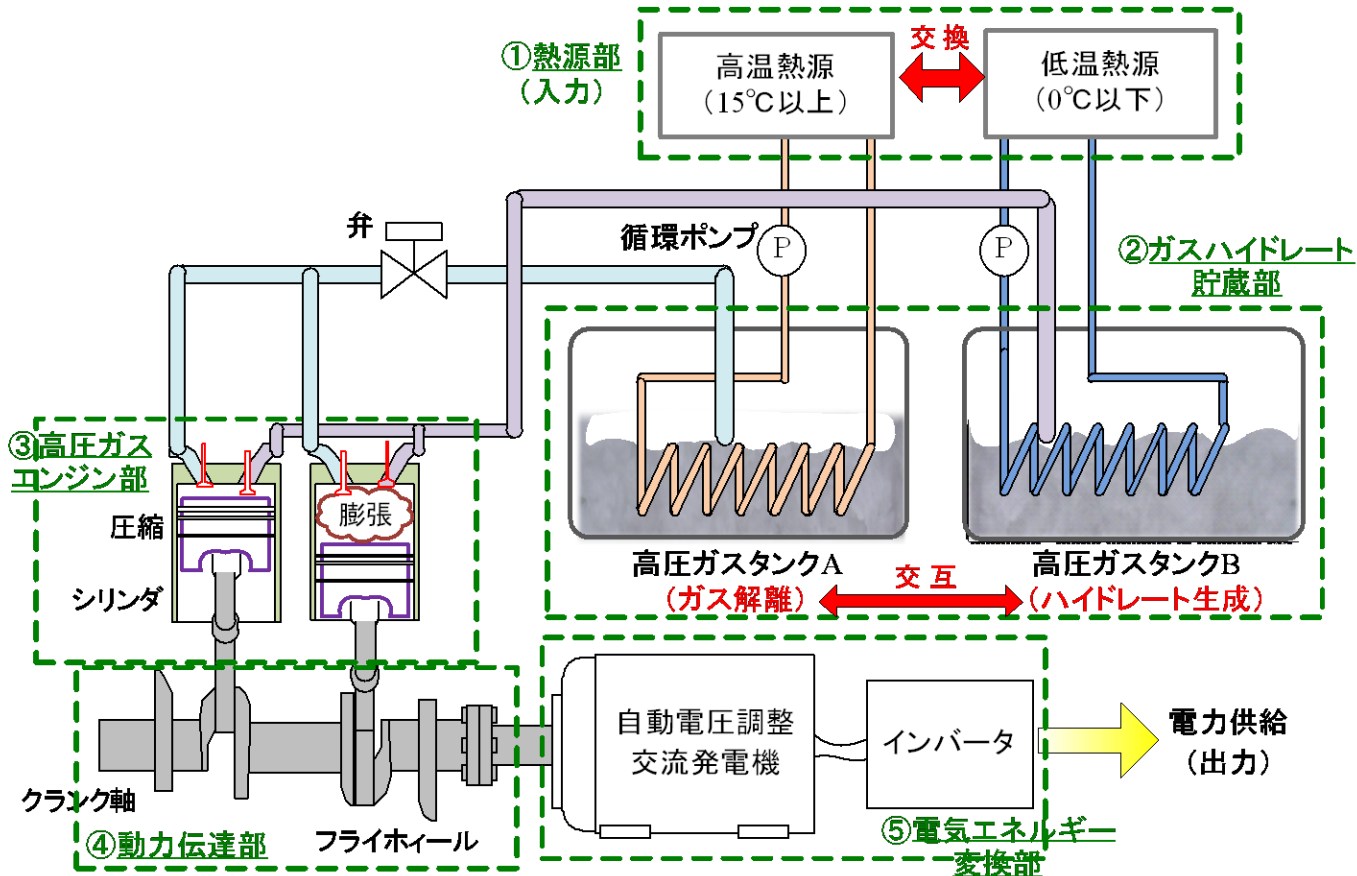 ①熱源部
（入力）
高温熱源
（15℃以上）
交換
低温熱源
（0℃以下）
弁
循環ポンプ
P
P
②ガスハイドレート
貯蔵部
③高圧ガス
エンジン部
圧縮
膨張
シリンダ
高圧ガスタンクA
（ガス解離）
交互
高圧ガスタンクB
（ハイドレート生成）
クランク軸
④動力伝達部
フライホィール
自動電圧調整
交流発電機
インバータ
電力供給
（出力）
⑤電気エネルギー
変換部